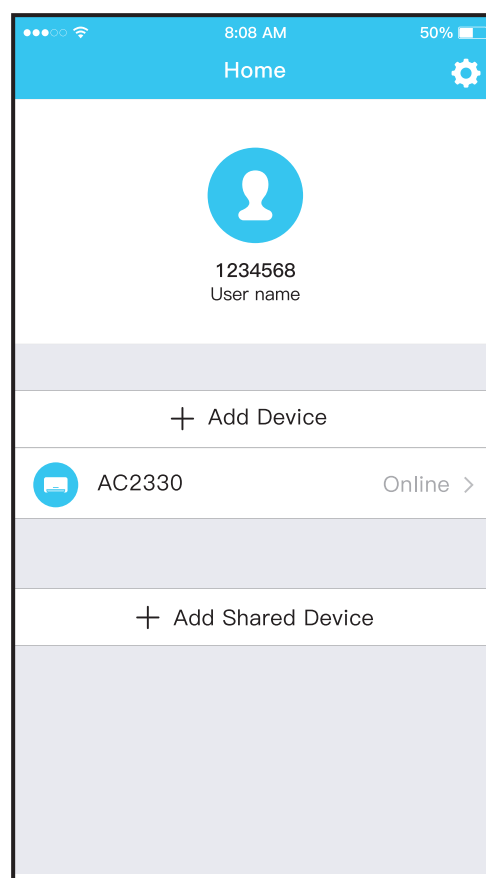 8:08 AM
50%
Home
1234568
User name
+ Add Device
AC2330
Online >
+ Add Shared Device